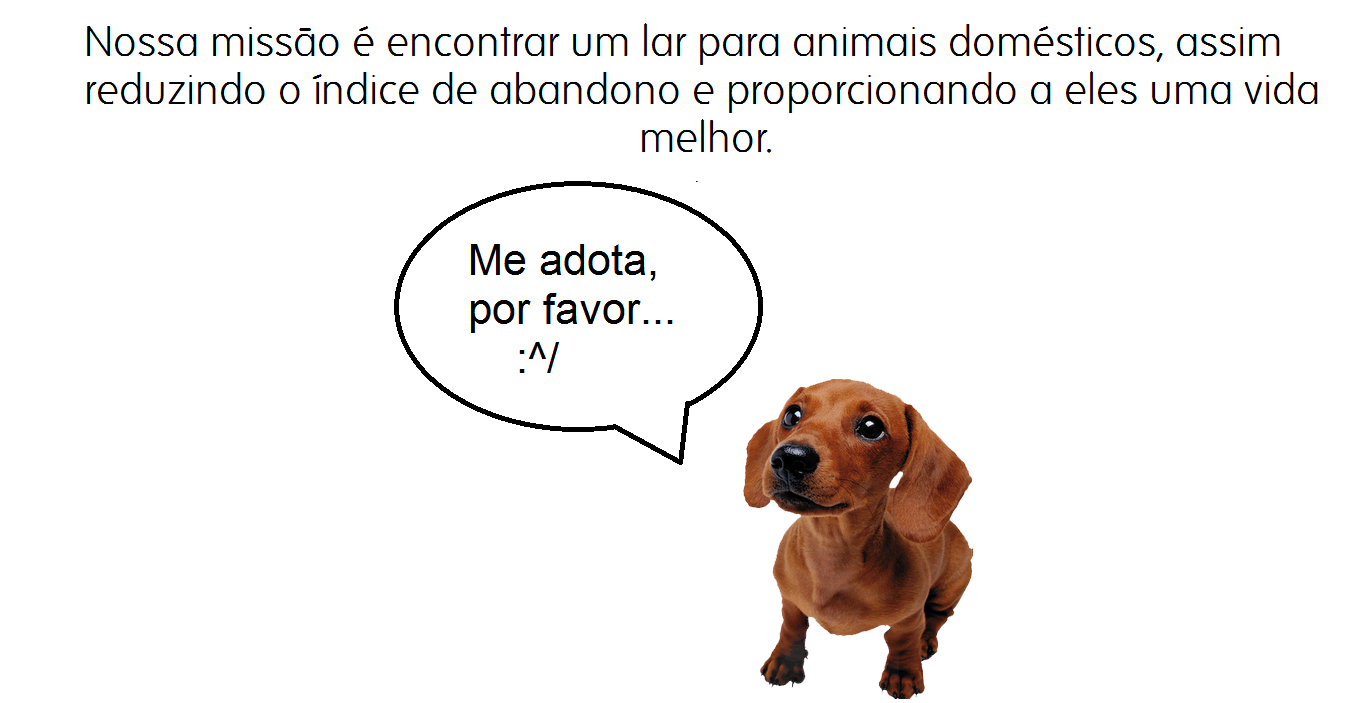 Nossa missão é encontrar um lar para animais domésticos, assim
reduzindo o índice de abandono e proporcionando a eles uma vida
melhor.
Me adota,
por favor...
:^/